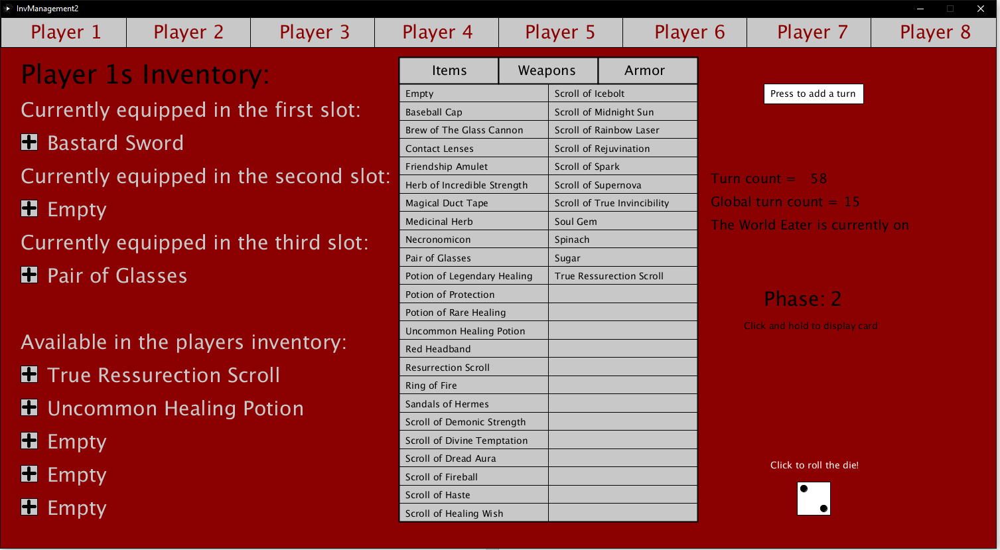 InvManagement2
Player 1 Player 2 Player 3 Player 4 Player 5 Player 6 Player 7 Player 8
Player 1s Inventory:
Currently equipped in the first slot:
Bastard Sword
Currently equipped in the second slot:
Empty
Currently equipped in the third slot:
Pair of Glasses
Available in the players inventory:
True Ressurection Scroll
Uncommon Healing Potion
Empty
Empty
Empty
Items Weapons Armor
Empty Scroll of Icebolt
Baseball Cap Scroll of Midnight Sun
Brew of The Glass Cannon Scroll of Rainbow Laser
Contact Lenses Scroll of Rejuvination
Friendship Amulet Scroll of Spark
Herb of Incredible Strength Scroll of Supernova
Magical Duct Tape Scroll of True Invincibility
Medicinal Herb Soul Gem
Necronomicon Spinach
Pair of Glasses Sugar
Potion of Legendary Healing True Ressurection Scroll
Potion of Protection
Potion of Rare Healing
Uncommon Healing Potion
Red Headband
Resurrection Scroll
Ring of Fire
Sandals of Hermes
Scroll of Demonic Strength
Scroll of Divine Temptation
Scroll of Dread Aura
Scroll of Fireball
Scroll of Haste
Scroll of Healing Wish
Press to add a turn
Turn count = 58
Global turn count = 15
The World Eater is currently on
Phase: 2
Click and hold to display card
Click to roll the die!